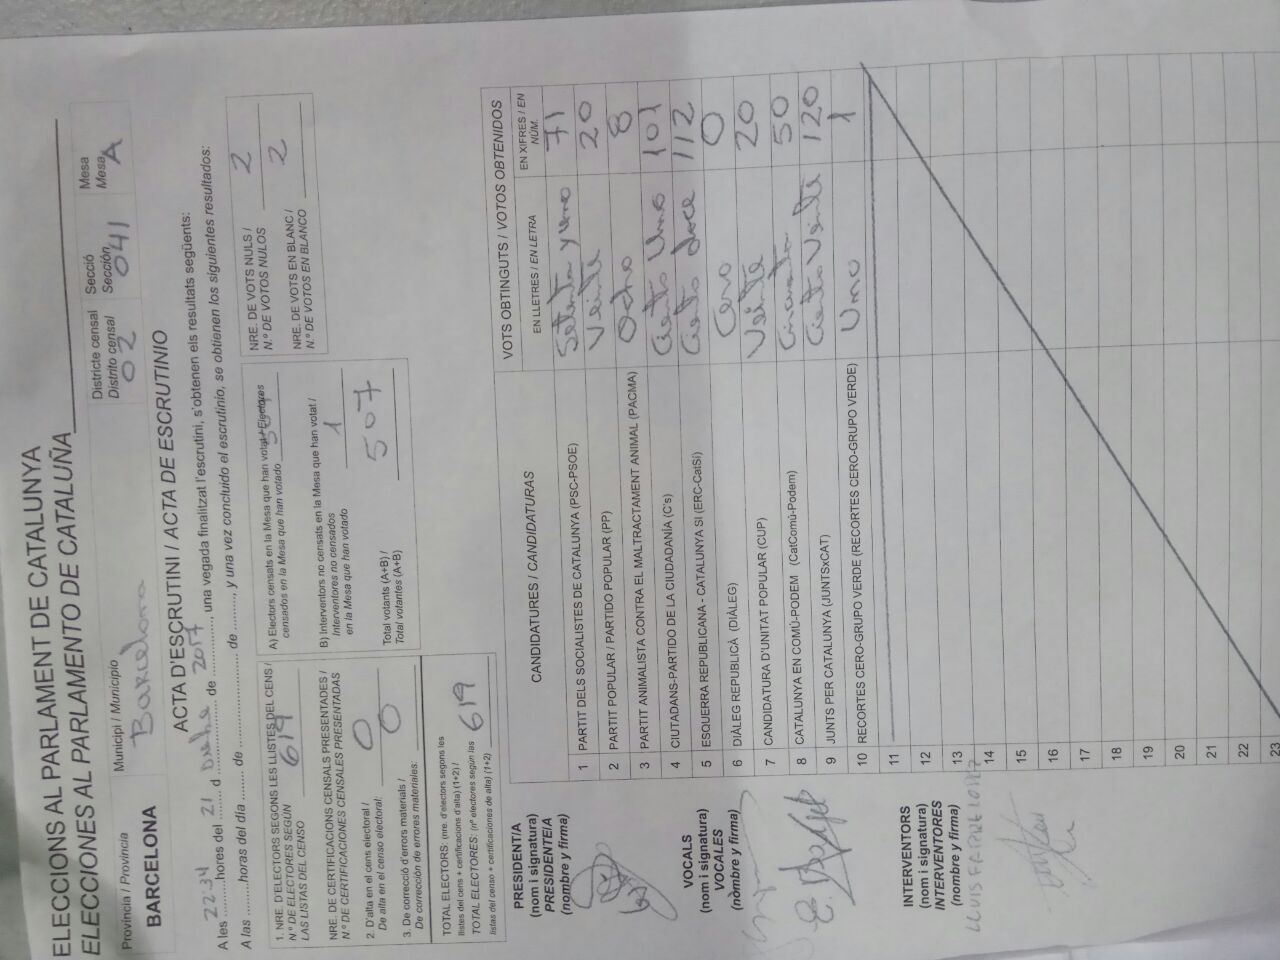 ELECCIONS AL PARLAMENT DE CATALUNYA
ELECCIONES AL PARLAMENTO DE CATALUÑA
Província / Provincia
BARCELONA
Municipi / Municipio
Barcelona
Districte censal
Distrito censal
02
Secció
Sección
041
Mesa
Mesa
A
ACTA D'ESCRUTINI / ACTA DE ESCRUTINIO
A les 22:34 hores del 21 d de 2017, una vegada finalitzat l'escrutini, s'obtenen els resultats següents:
A las ......... horas del día ......... de ......... de ........., y una vez concluido el escrutinio, se obtienen los siguientes resultados:
1. NRE. D'ELECTORS SEGONS LES LLISTES DEL CENS /
N.º DE ELECTORES SEGÚN
LAS LISTAS DEL CENSO 619
NRE. DE CERTIFICACIONS CENSALS PRESENTADES /
N.º DE CERTIFICACIONES CENSALES PRESENTADAS
2. D'alta en el cens electoral /
De alta en el censo electoral: 0
3. De correcció d'errors materials /
De corrección de errores materiales: 0
TOTAL ELECTORS: (nre. d'electors segons les
llistes del cens + certificacions d'alta) (1+2) /
TOTAL ELECTORES: (nº electores según las
listas del censo + certificaciones de alta) (1+2) 619
A) Electors censats en la Mesa que han votat / Electores
censados en la Mesa que han votado
B) Interventors no censats en la Mesa que han votat /
Interventores no censados
en la Mesa que han votado 1
Total votants (A+B) /
Total votantes (A+B) 507
NRE. DE VOTS NULS /
N.º DE VOTOS NULOS 2
NRE. DE VOTS EN BLANC /
N.º DE VOTOS EN BLANCO 2
CANDIDATURES / CANDIDATURAS
VOTS OBTINGUTS / VOTOS OBTENIDOS
EN LLETRES / EN LETRA
EN XIFRES / EN NÚM.
1 PARTIT DELS SOCIALISTES DE CATALUNYA (PSC-PSOE) Setenta y uno 71
2 PARTIT POPULAR / PARTIDO POPULAR (PP) Veinte 20
3 PARTIT ANIMALISTA CONTRA EL MALTRACTAMENT ANIMAL (PACMA) Ocho 8
4 CIUTADANS-PARTIDO DE LA CIUDADANÍA (C's) Ciento Uno 101
5 ESQUERRA REPUBLICANA - CATALUNYA SÍ (ERC-CatSí) Ciento doce 112
6 DIÀLEG REPUBLICÀ (DIÀLEG) Cero 0
7 CANDIDATURA D'UNITAT POPULAR (CUP) Veinte 20
8 CATALUNYA EN COMÚ-PODEM (CatComú-Podem) Cincuenta 50
9 JUNTS PER CATALUNYA (JUNTSxCAT) Ciento Veinte 120
10 RECORTES CERO-GRUPO VERDE (RECORTES CERO-GRUPO VERDE) Uno 1
11
12
13
14
15
16
17
18
19
20
21
22
23
PRESIDENTIA
(nom i signatura)
PRESIDENTEIA
(nombre y firma)
VOCALS
(nom i signatura)
VOCALES
(nombre y firma)
INTERVENTORS
(nom i signatura)
INTERVENTORES
(nombre y firma)